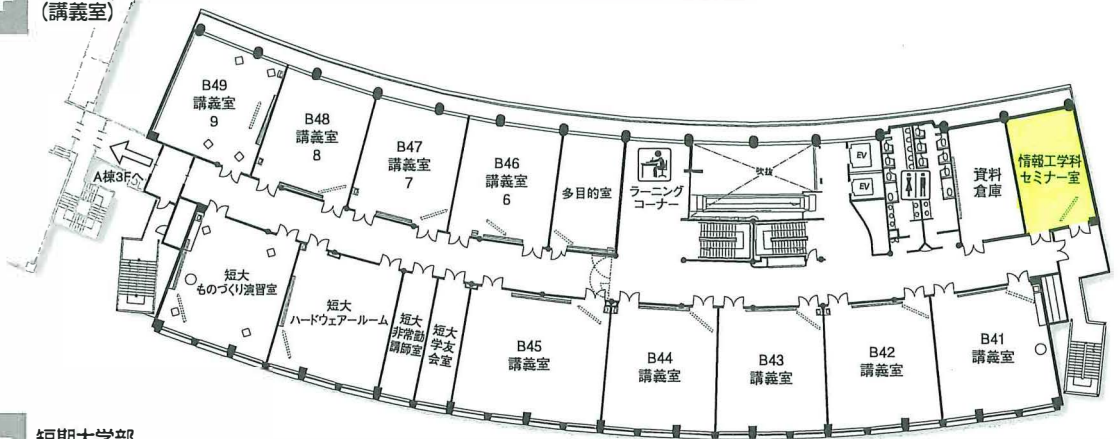 (講義室)
B49
講義室
9
B48
講義室
8
B47
講義室
7
B46
講義室
6
多目的室
ラーニング
コーナー
吹抜
EV
EV
資料
倉庫
情報工学科
セミナー室
A棟3Fへ
短大
ものづくり演習室
短大
ハードウェアールーム
短大
非常勤
講師室
短大
学友
会室
B45
講義室
B44
講義室
B43
講義室
B42
講義室
B41
講義室
短期大学部